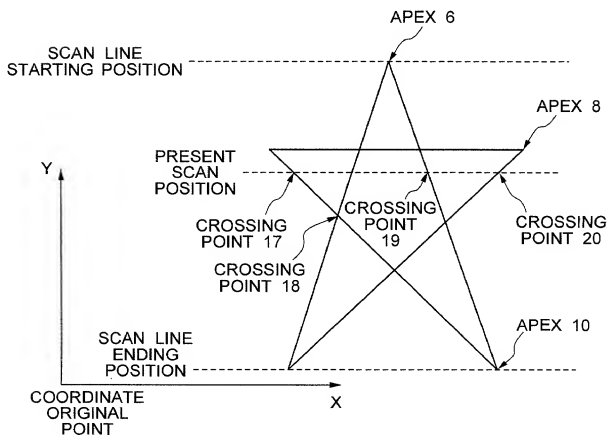 APEX 6
SCAN LINE
STARTING POSITION
APEX 8
Y
PRESENT
SCAN
POSITION
CROSSING
POINT 17
CROSSING
POINT
19
CROSSING
POINT 20
CROSSING
POINT 18
SCAN LINE
ENDING
POSITION
APEX 10
COORDINATE
ORIGINAL
POINT
X